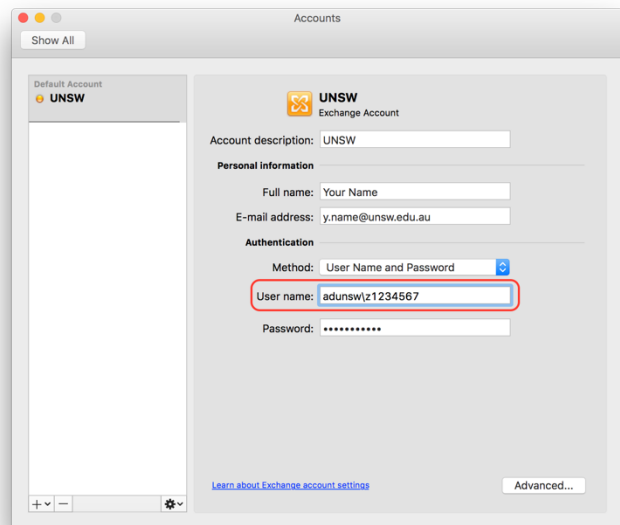 Accounts
Show All
Default Account
UNSW
UNSW
Exchange Account
Account description: UNSW
Personal information
Full name: Your Name
E-mail address: y.name@unsw.edu.au
Authentication
Method: User Name and Password
User name: adunsw\z1234567
Password: •••••••••••
Learn about Exchange account settings
Advanced...